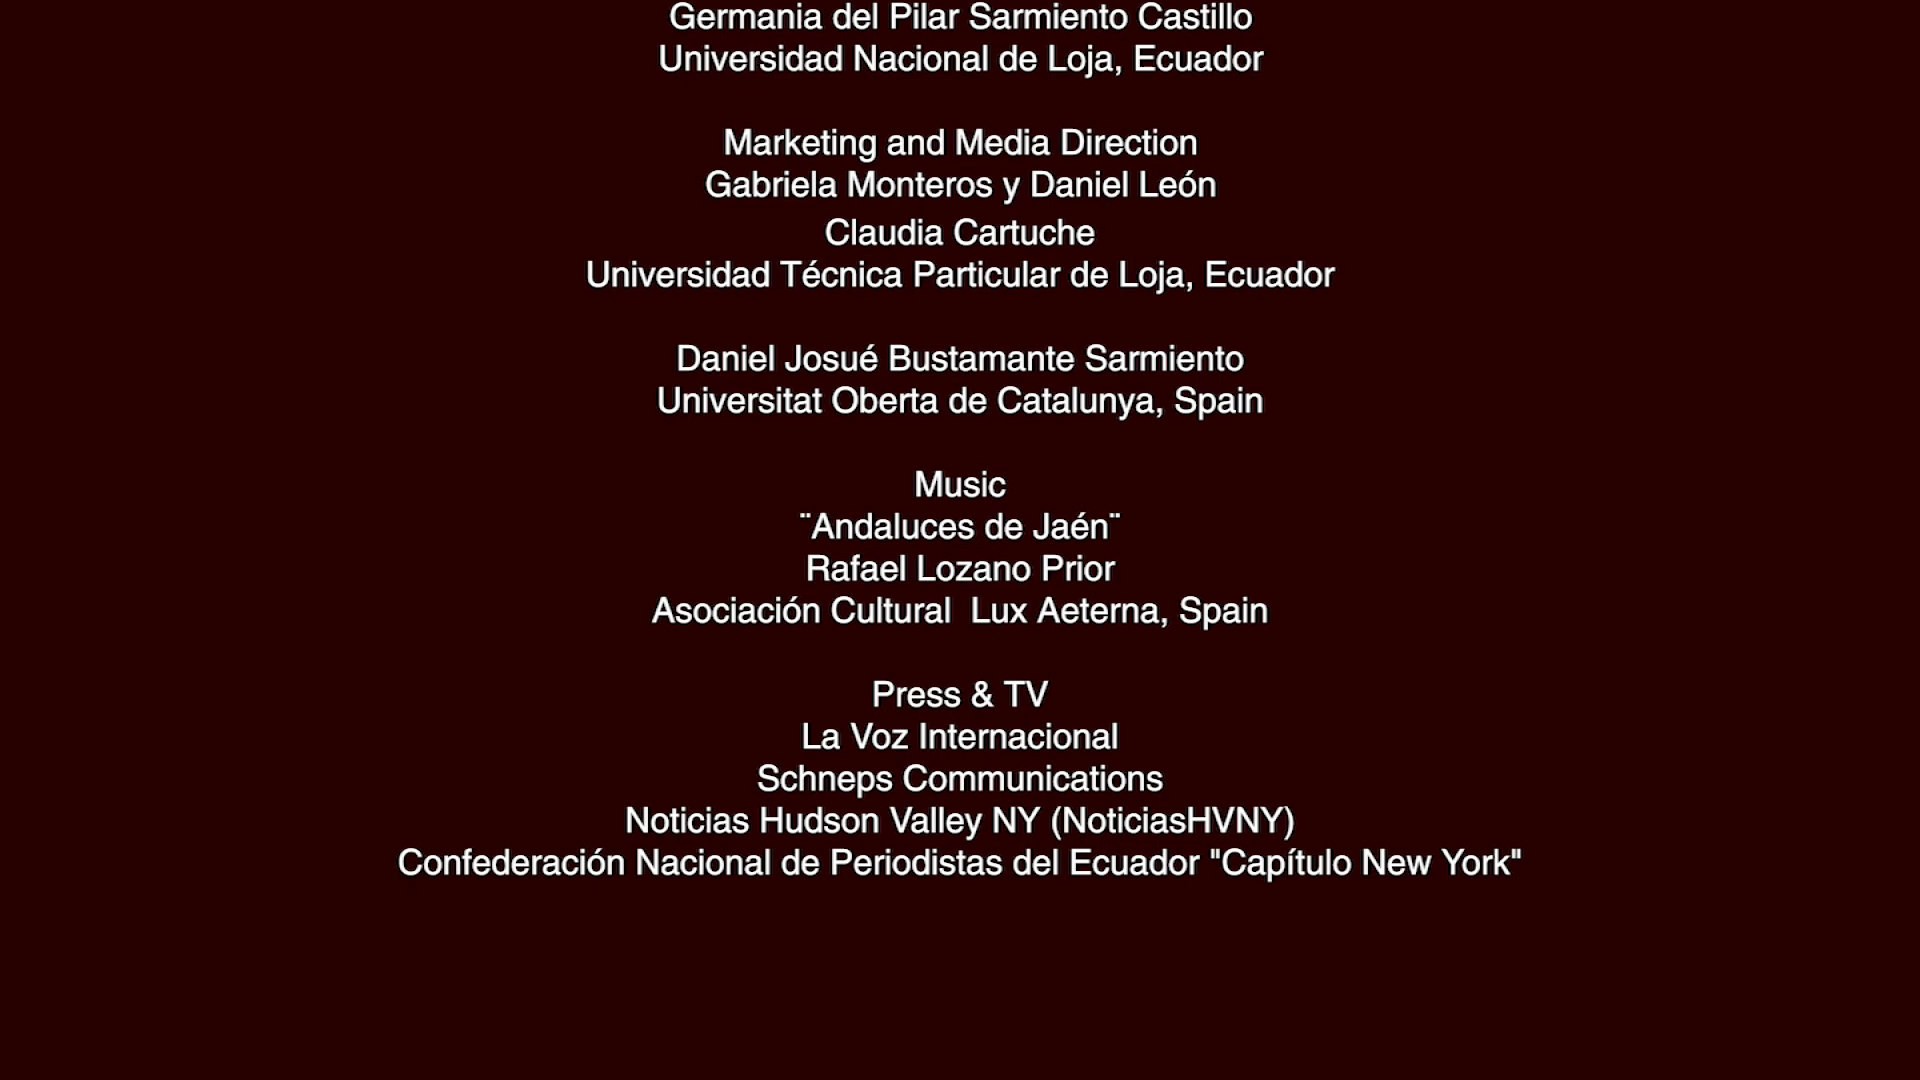 Germania del Pilar Sarmiento Castillo
Universidad Nacional de Loja, Ecuador
Marketing and Media Direction
Gabriela Monteros y Daniel León
Claudia Cartuche
Universidad Técnica Particular de Loja, Ecuador
Daniel Josué Bustamante Sarmiento
Universitat Oberta de Catalunya, Spain
Music
¨Andaluces de Jaén¨
Rafael Lozano Prior
Asociación Cultural  Lux Aeterna, Spain
Press & TV
La Voz Internacional
Schneps Communications
Noticias Hudson Valley NY (NoticiasHVNY)
Confederación Nacional de Periodistas del Ecuador "Capítulo New York"